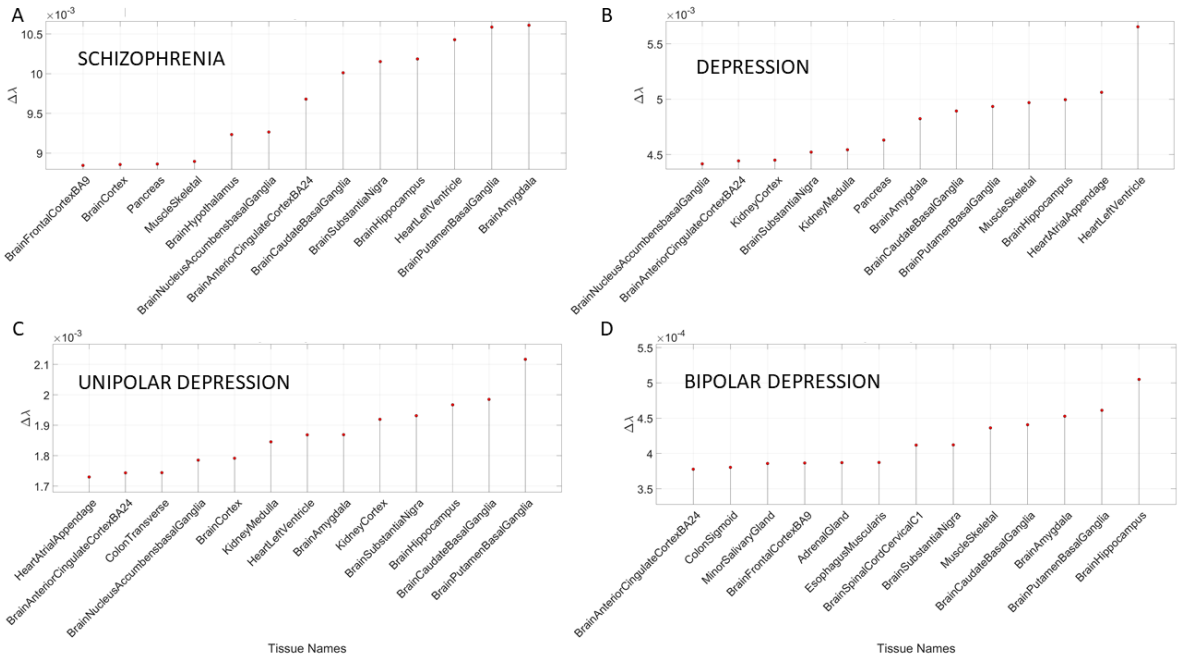 A
×10⁻³
SCHIZOPHRENIA
10.5
10
9.5
9
Δλ
BrainFrontalCortexBA9
BrainCortex
Pancreas
MuscleSkeletal
BrainHypothalamus
BrainNucleusAccumbensbasalGanglia
BrainAnteriorCingulateCortexBA24
BrainCaudateBasalGanglia
BrainSubstantiaNigra
BrainHippocampus
HeartLeftVentricle
BrainPutamenBasalGanglia
BrainAmygdala
B
×10⁻³
DEPRESSION
5.5
5
4.5
Δλ
BrainNucleusAccumbensbasalGanglia
BrainAnteriorCingulateCortexBA24
KidneyCortex
BrainSubstantiaNigra
KidneyMedulla
Pancreas
BrainAmygdala
BrainCaudateBasalGanglia
BrainPutamenBasalGanglia
MuscleSkeletal
BrainHippocampus
HeartAtrialAppendage
HeartLeftVentricle
C
×10⁻³
UNIPOLAR DEPRESSION
2.1
2
1.9
1.8
1.7
Δλ
HeartAtrialAppendage
BrainAnteriorCingulateCortexBA24
ColonTransverse
BrainNucleusAccumbensbasalGanglia
BrainCortex
KidneyMedulla
HeartLeftVentricle
BrainAmygdala
KidneyCortex
BrainSubstantiaNigra
BrainHippocampus
BrainCaudateBasalGanglia
BrainPutamenBasalGanglia
Tissue Names
D
×10⁻⁴
BIPOLAR DEPRESSION
5.5
5
4.5
4
3.5
Δλ
BrainAnteriorCingulateCortexBA24
ColonSigmoid
MinorSalivaryGland
BrainFrontalCortexBA9
AdrenalGland
EsophagusMuscularis
BrainSpinalCordCervicalC1
BrainSubstantiaNigra
MuscleSkeletal
BrainCaudateBasalGanglia
BrainAmygdala
BrainPutamenBasalGanglia
BrainHippocampus
Tissue Names